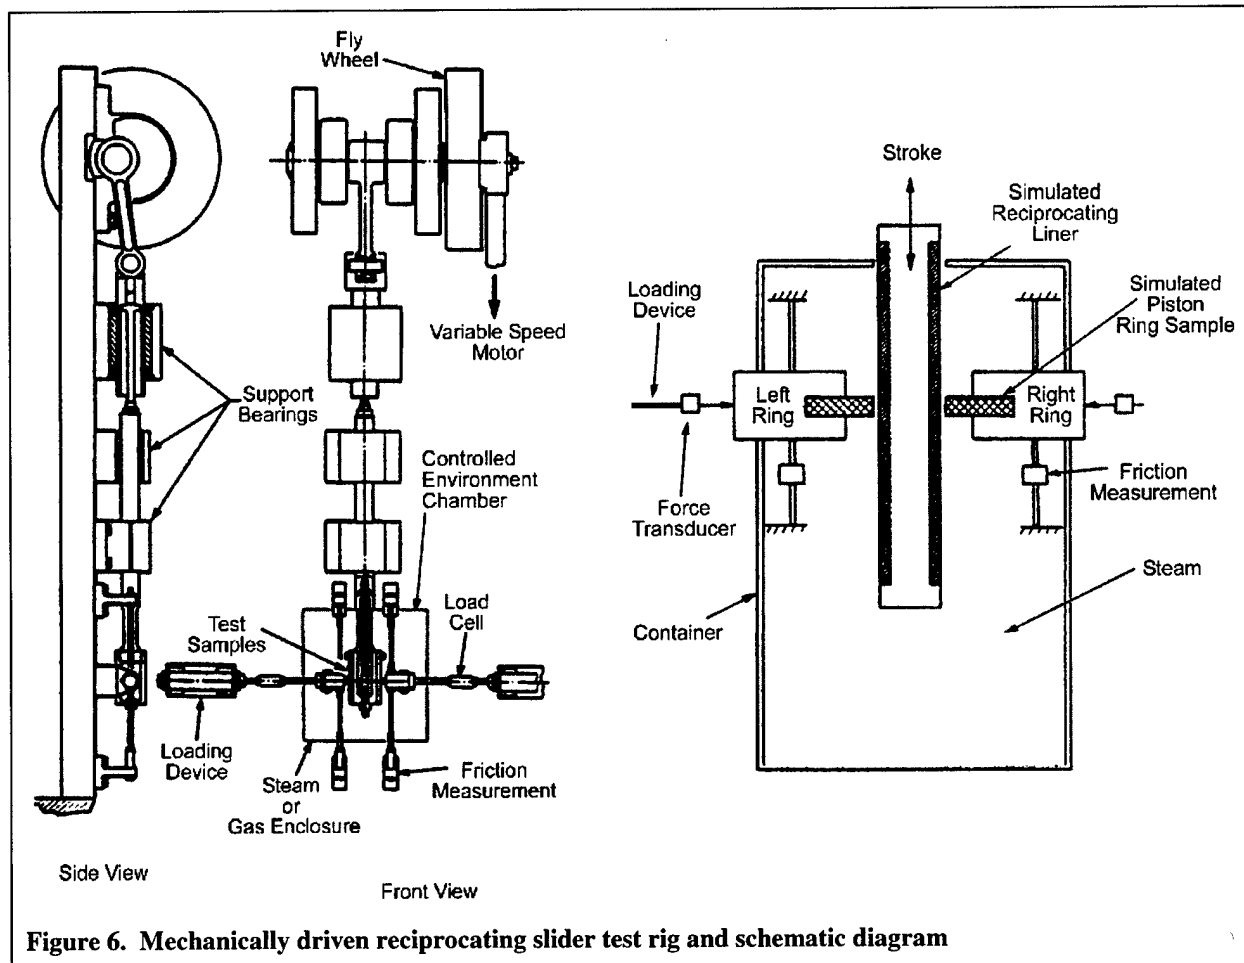 Fly
Wheel
Variable Speed
Motor
Support
Bearings
Controlled
Environment
Chamber
Test
Samples
Load
Cell
Loading
Device
Steam
or
Gas Enclosure
Friction
Measurement
Side View
Front View
Stroke
Simulated
Reciprocating
Liner
Loading
Device
Simulated
Piston
Ring Sample
Left
Ring
Right
Ring
Force
Transducer
Friction
Measurement
Steam
Container
Figure 6. Mechanically driven reciprocating slider test rig and schematic diagram